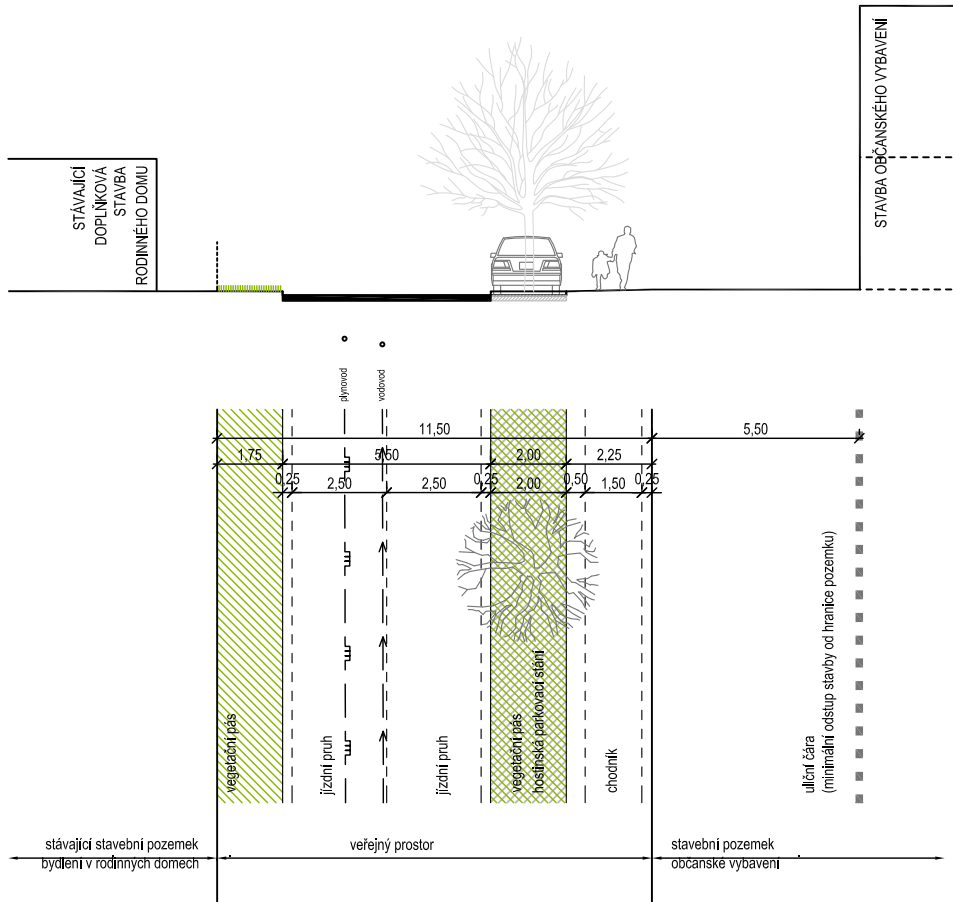 STÁVAJÍCÍ
DOPLŇKOVÁ
STAVBA
RODINNÉHO DOMU
STAVBA OBČANSKÉHO VYBAVENÍ
plynovod
vodovod
11,50
5,50
1,75
5,50
2,00
2,25
0,25
2,50
2,50
0,25
2,00
0,50
1,50
0,25
vegetační pás
jízdní pruh
jízdní pruh
vegetační pás
hostinská parkovací stání
chodník
uliční čára
(minimální odstup stavby od hranice pozemku)
stávající stavební pozemek
bydlení v rodinných domech
veřejný prostor
stavební pozemek
občanské vybavení